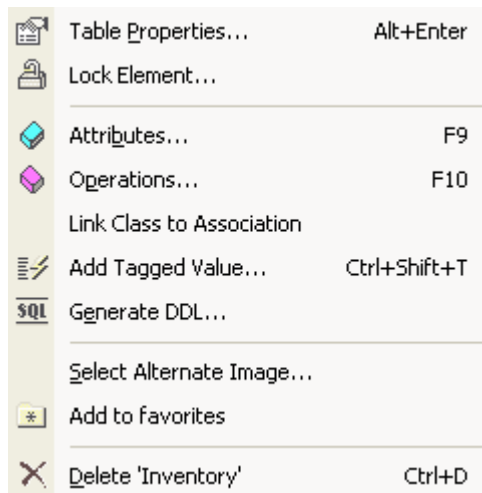 Table Properties... Alt+Enter
Lock Element...
Attributes... F9
Operations... F10
Link Class to Association
Add Tagged Value... Ctrl+Shift+T
SQL Generate DDL...
Select Alternate Image...
Add to favorites
Delete 'Inventory' Ctrl+D